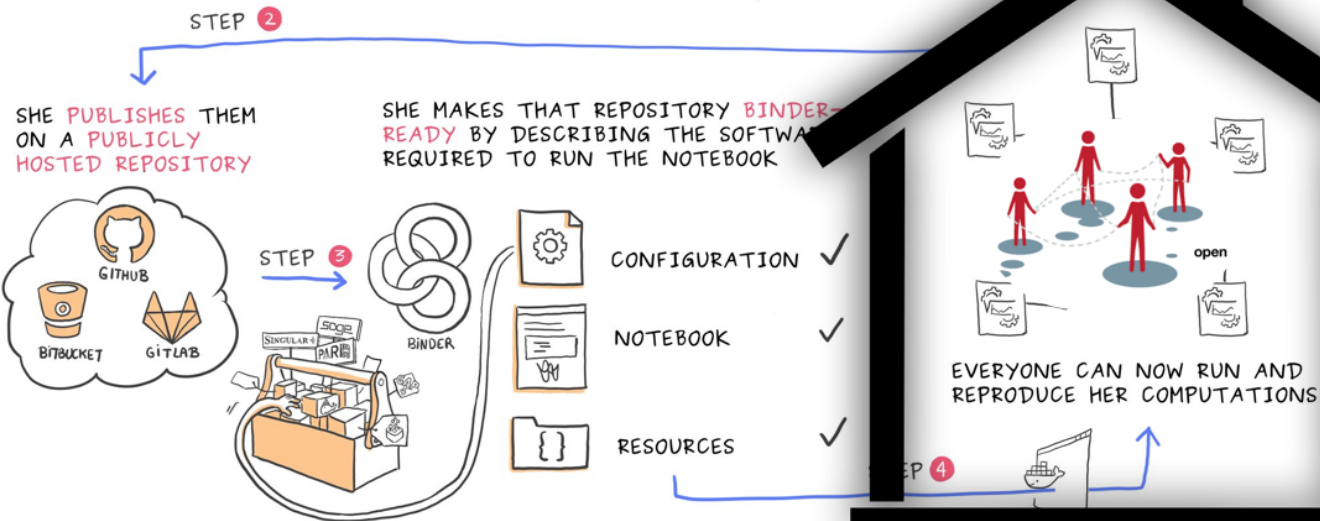 STEP 2
SHE PUBLISHES THEM
ON A PUBLICLY
HOSTED REPOSITORY
GITHUB
BITBUCKET
GITLAB
STEP 3
SHE MAKES THAT REPOSITORY BINDER-
READY BY DESCRIBING THE
REQUIRED TO RUN THE NOTEBOOK
BINDER
sage
SINGULAR
PARI
CONFIGURATION
NOTEBOOK
{ }
RESOURCES
4
open
EVERYONE CAN NOW RUN AND
REPRODUCE HER COMPUTATIONS